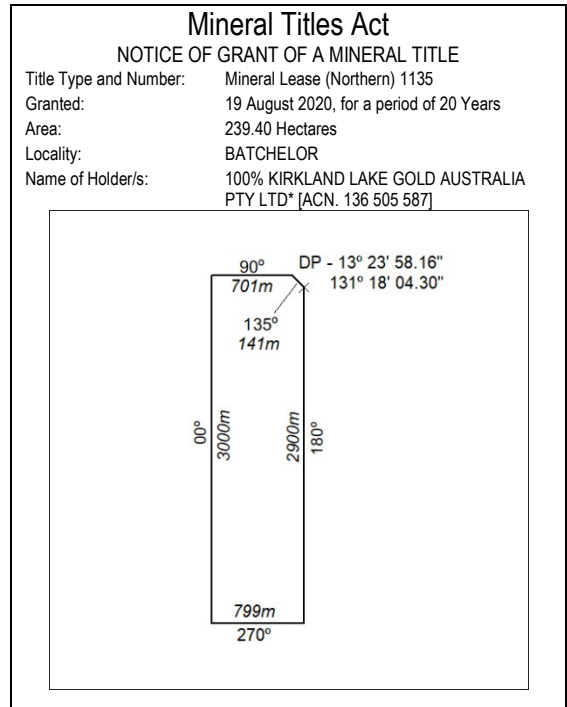 Mineral Titles Act
NOTICE OF GRANT OF A MINERAL TITLE
Title Type and Number: Mineral Lease (Northern) 1135
Granted: 19 August 2020, for a period of 20 Years
Area: 239.40 Hectares
Locality: BATCHELOR
Name of Holder/s: 100% KIRKLAND LAKE GOLD AUSTRALIA
PTY LTD* [ACN. 136 505 587]
90º DP - 13º 23' 58.16"
701m 131º 18' 04.30"
135º
141m
00º 3000m 2900m 180º
799m
270º